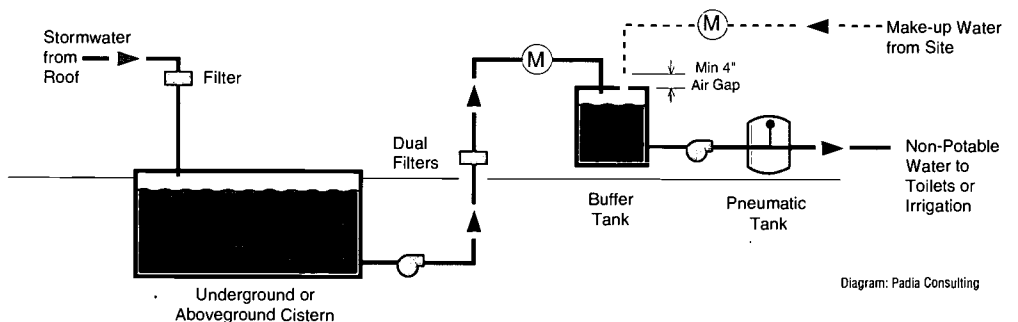 Stormwater
from
Roof
Filter
M
M
Make-up Water
from Site
Min 4"
Air Gap
Dual
Filters
Buffer
Tank
Pneumatic
Tank
Non-Potable
Water to
Toilets or
Irrigation
Underground or
Aboveground Cistern
Diagram: Padia Consulting